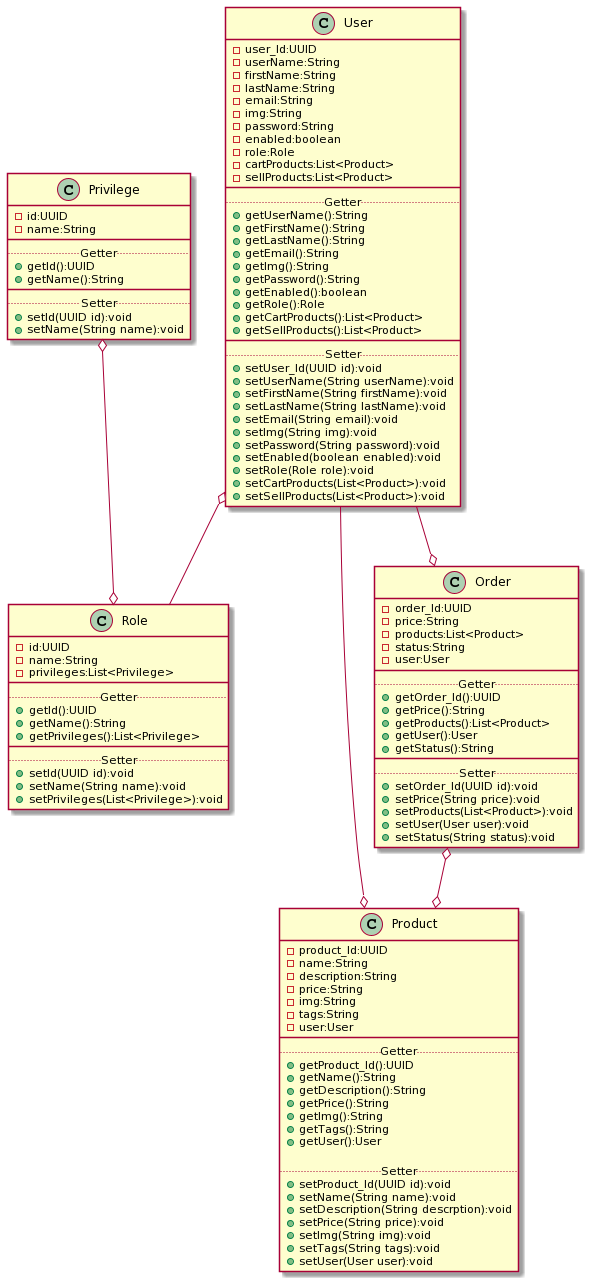 C User
user_Id:UUID
userName:String
firstName:String
lastName:String
email:String
img:String
password:String
enabled:boolean
role:Role
cartProducts:List<Product>
sellProducts:List<Product>
Getter
getUserName():String
getFirstName():String
getLastName():String
getEmail():String
getImg():String
getPassword():String
getEnabled():boolean
getRole():Role
getCartProducts():List<Product>
getSellProducts():List<Product>
Setter
setUser_Id(UUID id):void
setUserName(String userName):void
setFirstName(String firstName):void
setLastName(String lastName):void
setEmail(String email):void
setImg(String img):void
setPassword(String password):void
setEnabled(boolean enabled):void
setRole(Role role):void
setCartProducts(List<Product>):void
setSellProducts(List<Product>):void
C Privilege
id:UUID
name:String
Getter
getId():UUID
getName():String
Setter
setId(UUID id):void
setName(String name):void
C Role
id:UUID
name:String
privileges:List<Privilege>
Getter
getId():UUID
getName():String
getPrivileges():List<Privilege>
Setter
setId(UUID id):void
setName(String name):void
setPrivileges(List<Privilege>):void
C Order
order_Id:UUID
price:String
products:List<Product>
status:String
user:User
Getter
getOrder_Id():UUID
getPrice():String
getProducts():List<Product>
getUser():User
getStatus():String
Setter
setOrder_Id(UUID id):void
setPrice(String price):void
setProducts(List<Product>):void
setUser(User user):void
setStatus(String status):void
C Product
product_Id:UUID
name:String
description:String
price:String
img:String
tags:String
user:User
Getter
getProduct_Id():UUID
getName():String
getDescription():String
getPrice():String
getImg():String
getTags():String
getUser():User
Setter
setProduct_Id(UUID id):void
setName(String name):void
setDescription(String descrption):void
setPrice(String price):void
setImg(String img):void
setTags(String tags):void
setUser(User user):void